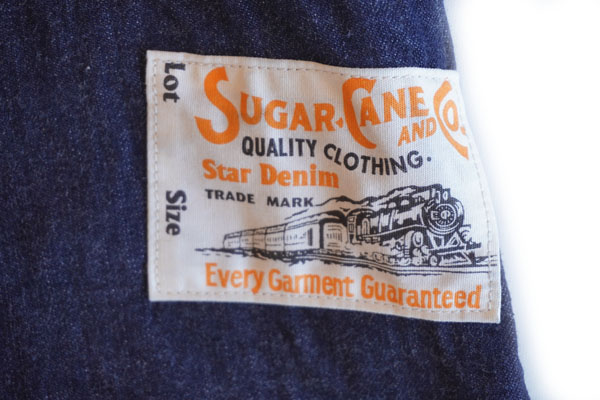 Lot
Size
SUGAR CANE
AND Co.
QUALITY CLOTHING.
Star Denim
TRADE MARK
Every Garment Guaranteed